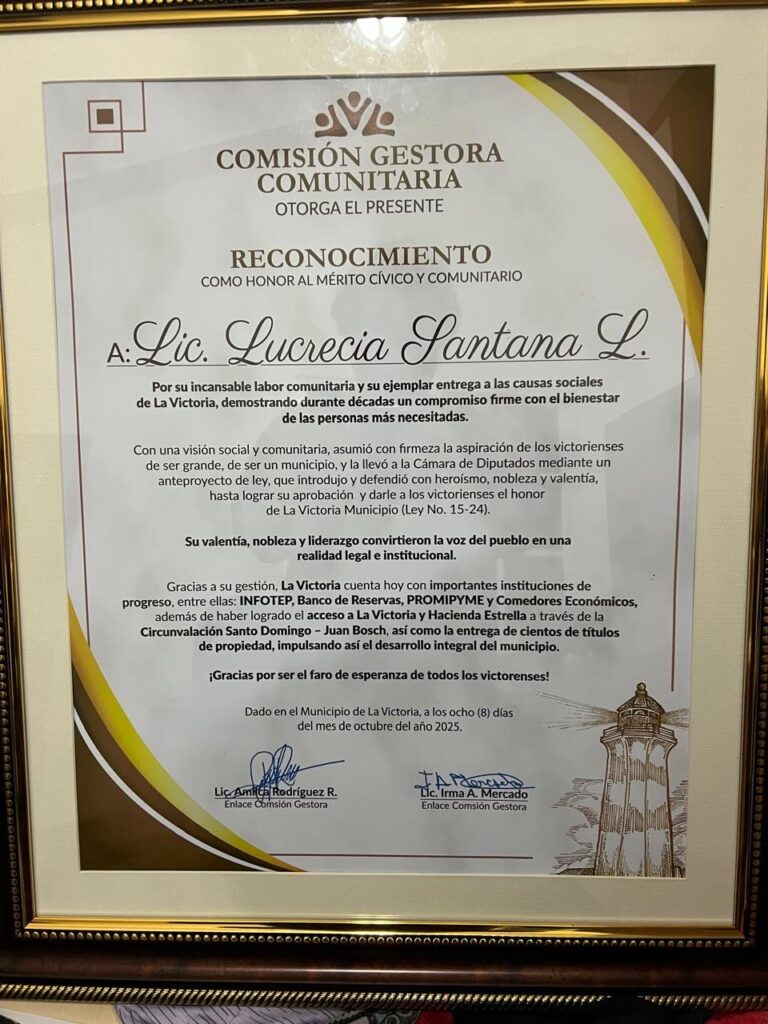 COMISIÓN GESTORA
COMUNITARIA
OTORGA EL PRESENTE
RECONOCIMIENTO
COMO HONOR AL MÉRITO CÍVICO Y COMUNITARIO
A: Lic. Lucrecia Santana L.
Por su incansable labor comunitaria y su ejemplar entrega a las causas sociales
de La Victoria, demostrando durante décadas un compromiso firme con el bienestar
de las personas más necesitadas.
Con una visión social y comunitaria, asumió con firmeza la aspiración de los victorienses
de ser grande, de ser un municipio, y la llevó a la Cámara de Diputados mediante un
anteproyecto de ley, que introdujo y defendió con heroísmo, nobleza y valentía,
hasta lograr su aprobación y darle a los victorienses el honor
de La Victoria Municipio (Ley No. 15-24).
Su valentía, nobleza y liderazgo convirtieron la voz del pueblo en una
realidad legal e institucional.
Gracias a su gestión, La Victoria cuenta hoy con importantes instituciones de
progreso, entre ellas: INFOTEP, Banco de Reservas, PROMIPYME y Comedores Económicos,
además de haber logrado el acceso a La Victoria y Hacienda Estrella a través de la
Circunvalación Santo Domingo – Juan Bosch, así como la entrega de cientos de títulos
de propiedad, impulsando así el desarrollo integral del municipio.
¡Gracias por ser el faro de esperanza de todos los victorenses!
Dado en el Municipio de La Victoria, a los ocho (8) días
del mes de octubre del año 2025.
I A Mercado
Lic. Rodríguez R.
Enlace Comsión Gestora
Lic. Irma A. Mercado
Enlace Comsión Gestora